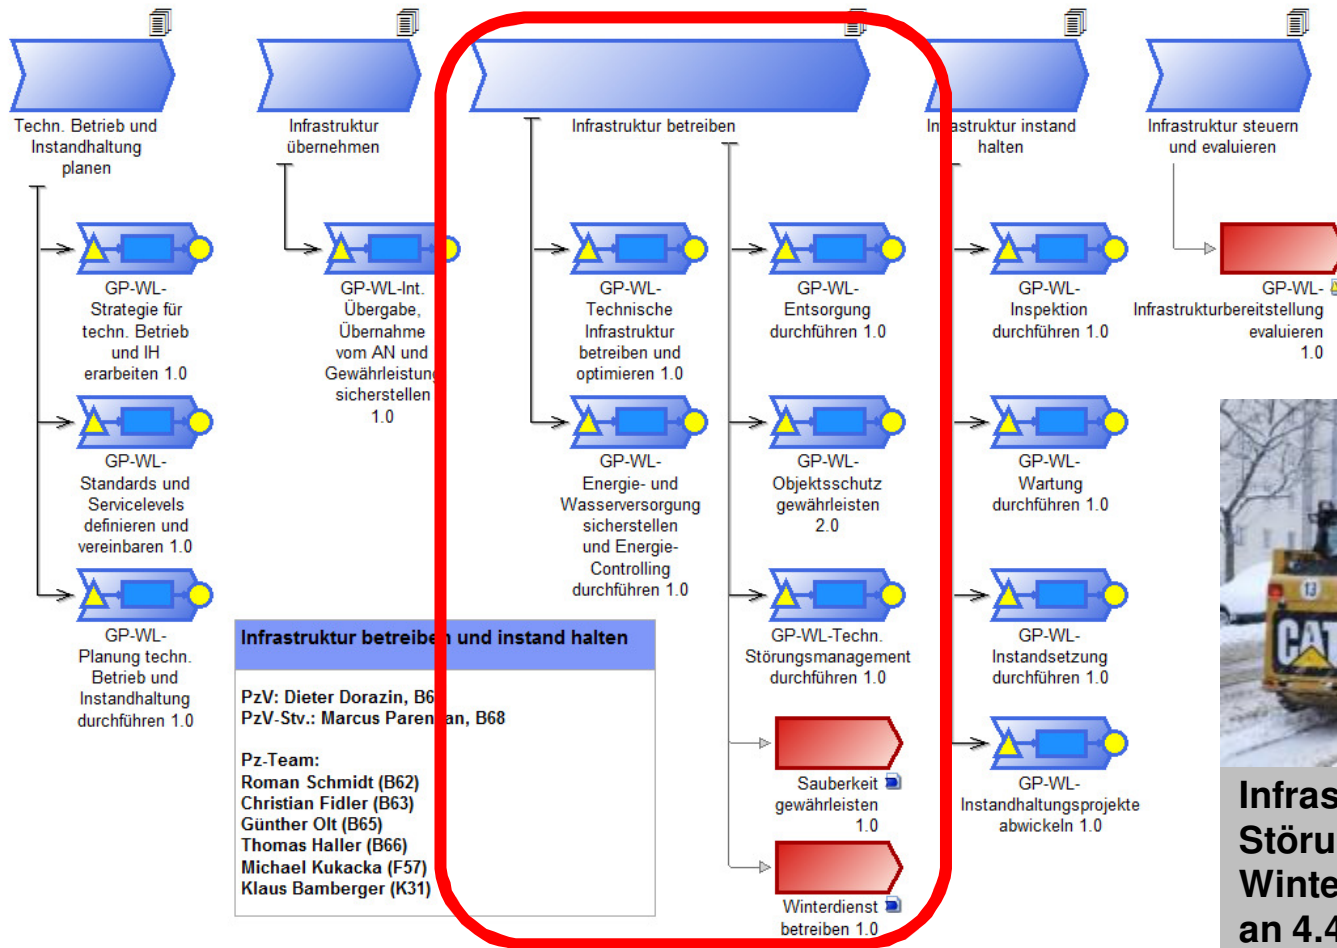 Techn. Betrieb und
Instandhaltung
planen
Infrastruktur
übernehmen
Infrastruktur betreiben
Infrastruktur instand
halten
Infrastruktur steuern
und evaluieren
GP-WL-
Strategie für
techn. Betrieb
und IH
erarbeiten 1.0
GP-WL-
Standards und
Servicelevels
definieren und
vereinbaren 1.0
GP-WL-
Planung techn.
Betrieb und
Instandhaltung
durchführen 1.0
GP-WL-Int.
Übergabe,
Übernahme
vom AN und
Gewährleistung
sicherstellen
1.0
GP-WL-
Technische
Infrastruktur
betreiben und
optimieren 1.0
GP-WL-
Energie- und
Wasserversorgung
sicherstellen
und Energie-
Controlling
durchführen 1.0
GP-WL-
Entsorgung
durchführen 1.0
GP-WL-
Objektsschutz
gewährleisten
2.0
GP-WL-Techn.
Störungsmanagement
durchführen 1.0
Sauberkeit
gewährleisten
1.0
Winterdienst
betreiben 1.0
GP-WL-
Inspektion
durchführen 1.0
GP-WL-
Wartung
durchführen 1.0
GP-WL-
Instandsetzung
durchführen 1.0
GP-WL-
Instandhaltungsprojekte
abwickeln 1.0
GP-WL-
Infrastrukturbereitstellung
evaluieren
1.0
Infrastruktur betreiben und instand halten
PzV: Dieter Dorazin, B6
PzV-Stv.: Marcus , B68
Pz-Team:
Roman Schmidt (B62)
Christian Fidler (B63)
Günther Olt (B65)
Thomas Haller (B66)
Michael Kukacka (F57)
Klaus Bamberger (K31)
13
CAT
Infras
Störu
Winte
an 4.4